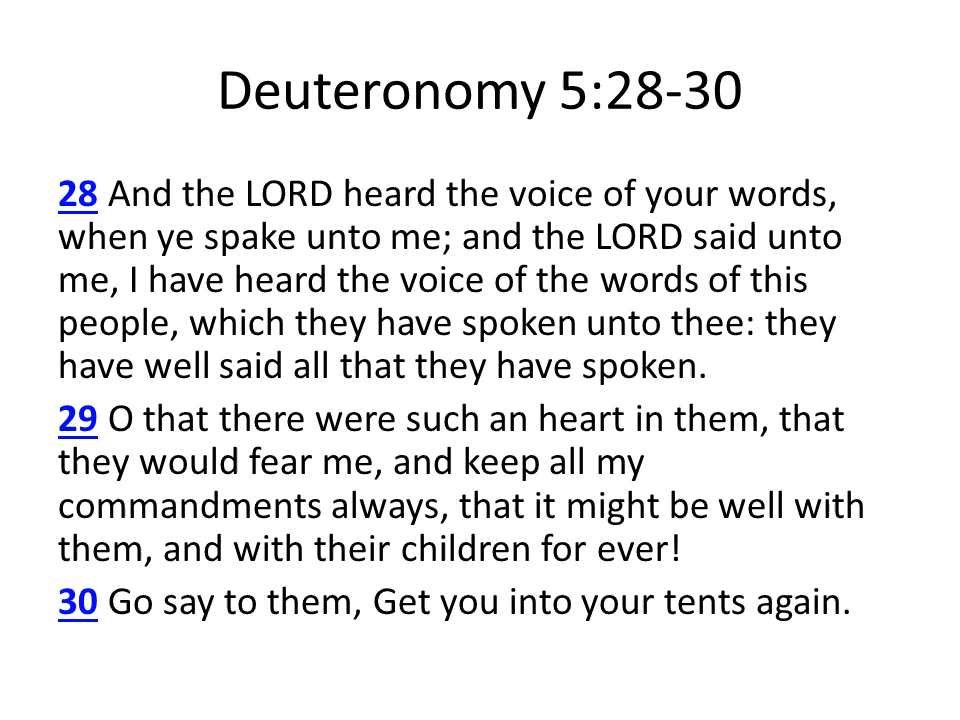 Deuteronomy 5:28-30
28 And the LORD heard the voice of your words,
when ye spake unto me; and the LORD said unto
me, I have heard the voice of the words of this
people, which they have spoken unto thee: they
have well said all that they have spoken.
29 O that there were such an heart in them, that
they would fear me, and keep all my
commandments always, that it might be well with
them, and with their children for ever!
30 Go say to them, Get you into your tents again.